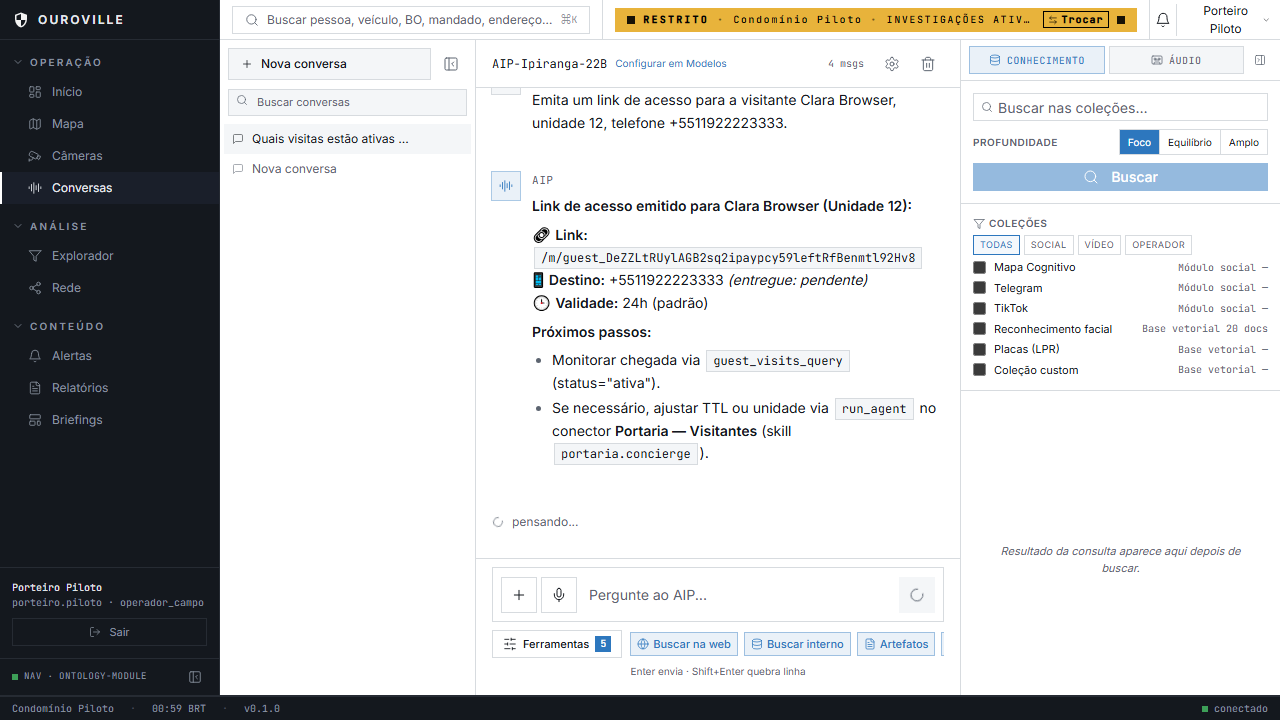 OUROVILLE
Buscar pessoa, veículo, BO, mandado, endereço... ⌘K
RESTRITO · Condomínio Piloto · INVESTIGAÇÕES ATIV… Trocar
Porteiro Piloto
OPERAÇÃO
Início
Mapa
Câmeras
Conversas
ANÁLISE
Explorador
Rede
CONTEÚDO
Alertas
Relatórios
Briefings
Porteiro Piloto
porteiro.piloto · operador_campo
Sair
NAV · ONTOLOGY-MODULE
Nova conversa
Buscar conversas
Quais visitas estão ativas ...
Nova conversa
AIP-Ipiranga-22B Configurar em Modelos 4 msgs
Emita um link de acesso para a visitante Clara Browser,
unidade 12, telefone +5511922223333.
AIP
Link de acesso emitido para Clara Browser (Unidade 12):
Link:
/m/guest_DeZZLtRUylAGB2sq2ipaypcy59leftRfBenmtl92Hv8
Destino: +5511922223333 (entregue: pendente)
Validade: 24h (padrão)
Próximos passos:
• Monitorar chegada via guest_visits_query
(status="ativa").
• Se necessário, ajustar TTL ou unidade via run_agent no
conector Portaria — Visitantes (skill
portaria.concierge).
pensando...
Pergunte ao AIP...
Ferramentas 5 Buscar na web Buscar interno Artefatos
Enter envia · Shift+Enter quebra linha
CONHECIMENTO ÁUDIO
Buscar nas coleções...
PROFUNDIDADE Foco Equilíbrio Amplo
Buscar
COLEÇÕES
TODAS SOCIAL VÍDEO OPERADOR
Mapa Cognitivo Módulo social —
Telegram Módulo social —
TikTok Módulo social —
Reconhecimento facial Base vetorial 20 docs
Placas (LPR) Base vetorial —
Coleção custom Base vetorial —
Resultado da consulta aparece aqui depois de
buscar.
Condomínio Piloto · 00:59 BRT · v0.1.0 conectado